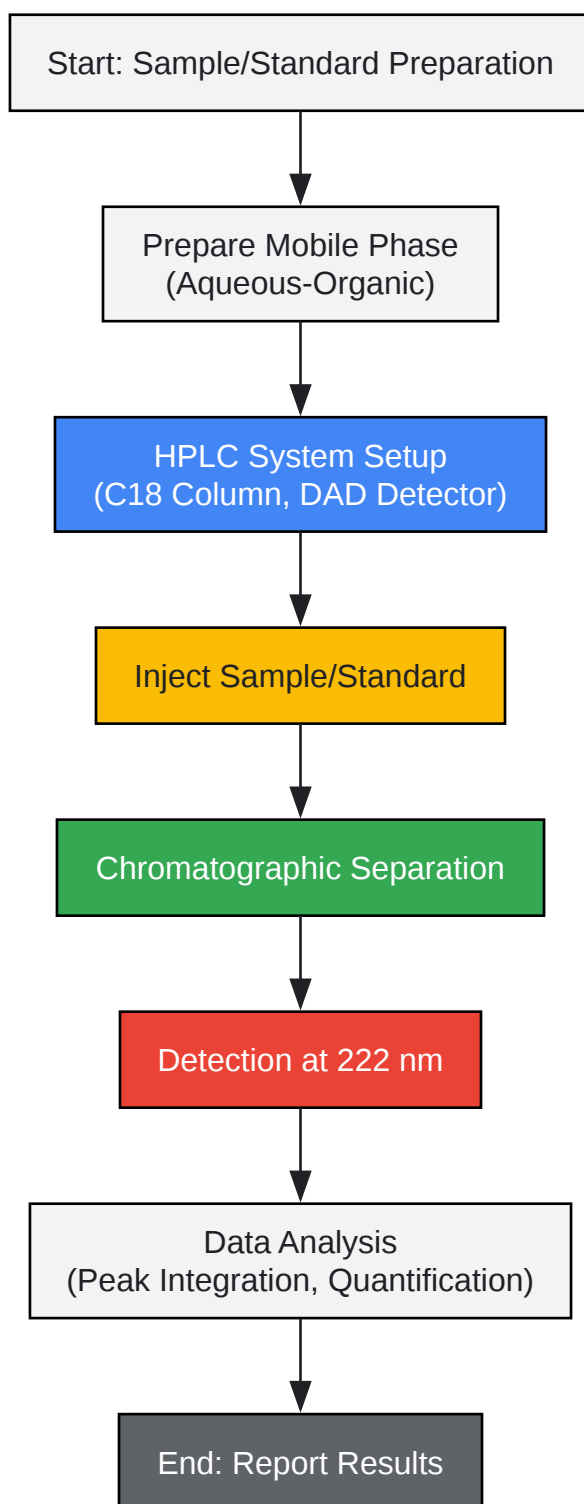 Start: Sample/Standard Preparation
Prepare Mobile Phase
(Aqueous-Organic)
HPLC System Setup
(C18 Column, DAD Detector)
Inject Sample/Standard
Chromatographic Separation
Detection at 222 nm
Data Analysis
(Peak Integration, Quantification)
End: Report Results